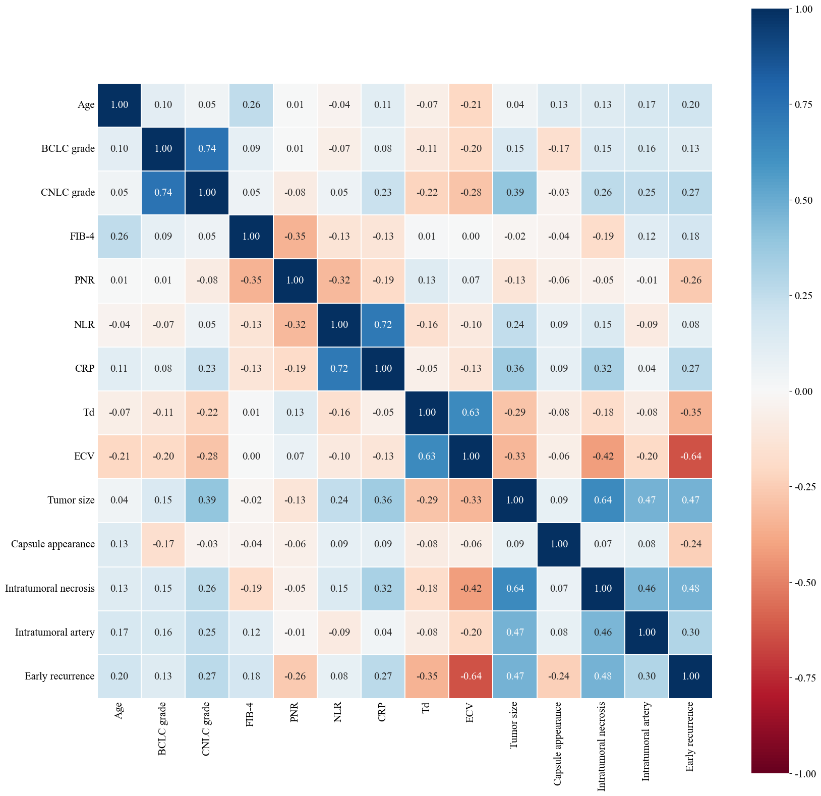 1.00
Age 1.00 0.10 0.05 0.26 0.01 -0.04 0.11 -0.07 -0.21 0.04 0.13 0.13 0.17 0.20
BCLC grade 0.10 1.00 0.74 0.09 0.01 -0.07 0.08 -0.11 -0.20 0.15 -0.17 0.15 0.16 0.13
0.75
CNLC grade 0.05 0.74 1.00 0.05 -0.08 0.05 0.23 -0.22 -0.28 0.39 -0.03 0.26 0.25 0.27
0.50
FIB-4 0.26 0.09 0.05 1.00 -0.35 -0.13 -0.13 0.01 0.00 -0.02 -0.04 -0.19 0.12 0.18
PNR 0.01 0.01 -0.08 -0.35 1.00 -0.32 -0.19 0.13 0.07 -0.13 -0.06 -0.05 -0.01 -0.26
0.25
NLR -0.04 -0.07 0.05 -0.13 -0.32 1.00 0.72 -0.16 -0.10 0.24 0.09 0.15 -0.09 0.08
CRP 0.11 0.08 0.23 -0.13 -0.19 0.72 1.00 -0.05 -0.13 0.36 0.09 0.32 0.04 0.27
0.00
Td -0.07 -0.11 -0.22 0.01 0.13 -0.16 -0.05 1.00 0.63 -0.29 -0.08 -0.18 -0.08 -0.35
ECV -0.21 -0.20 -0.28 0.00 0.07 -0.10 -0.13 0.63 1.00 -0.33 -0.06 -0.42 -0.20 -0.64
-0.25
Tumor size 0.04 0.15 0.39 -0.02 -0.13 0.24 0.36 -0.29 -0.33 1.00 0.09 0.64 0.47 0.47
Capsule appearance 0.13 -0.17 -0.03 -0.04 -0.06 0.09 0.09 -0.08 -0.06 0.09 1.00 0.07 0.08 -0.24
-0.50
Intratumoral necrosis 0.13 0.15 0.26 -0.19 -0.05 0.15 0.32 -0.18 -0.42 0.64 0.07 1.00 0.46 0.48
Intratumoral artery 0.17 0.16 0.25 0.12 -0.01 -0.09 0.04 -0.08 -0.20 0.47 0.08 0.46 1.00 0.30
Early recurrence 0.20 0.13 0.27 0.18 -0.26 0.08 0.27 -0.35 -0.64 0.47 -0.24 0.48 0.30 1.00
-0.75
-1.00
Age
BCLC grade
CNLC grade
FIB-4
PNR
NLR
CRP
Td
ECV
Tumor size
Capsule appearance
Intratumoral necrosis
Intratumoral artery
Early recurrence